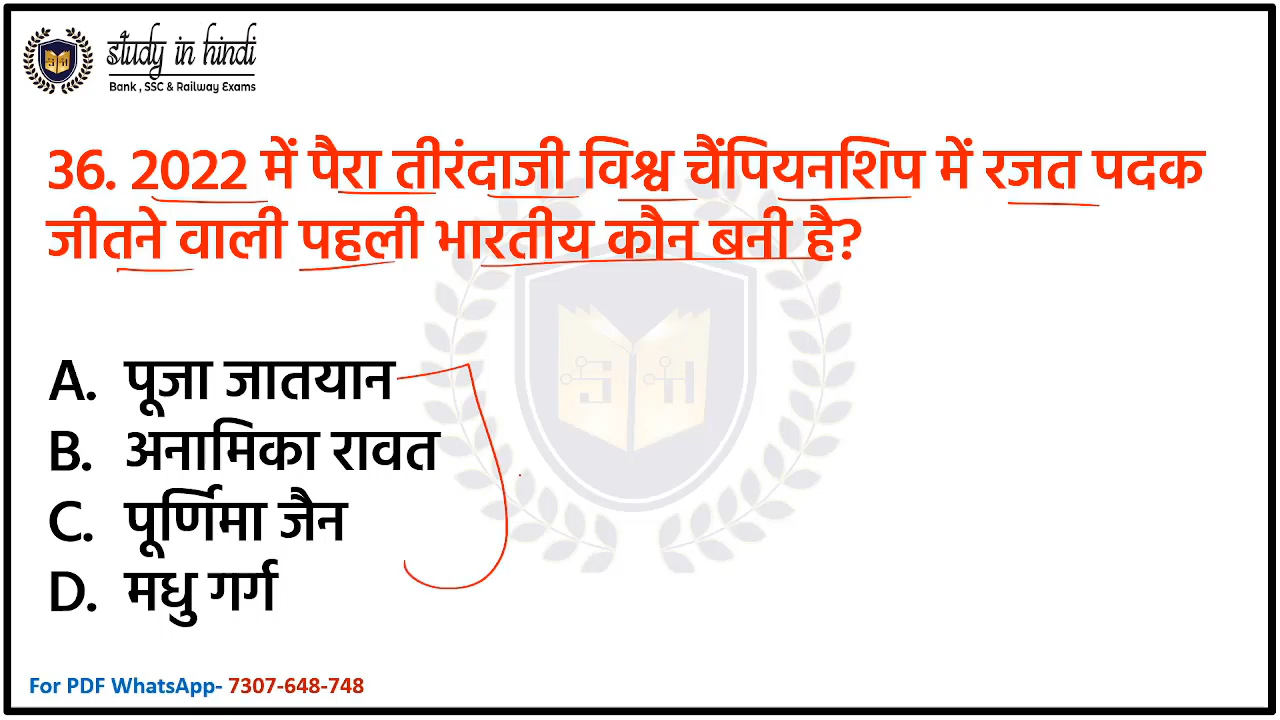 study in hindi
Bank , SSC & Railway Exams
36. 2022 में पैरा तीरंदाजी विश्व चैंपियनशिप में रजत पदक
जीतने वाली पहली भारतीय कौन बनी है?
A. पूजा जातयान
B. अनामिका रावत
C. पूर्णिमा जैन
D. मधु गर्ग
For PDF WhatsApp- 7307-648-748